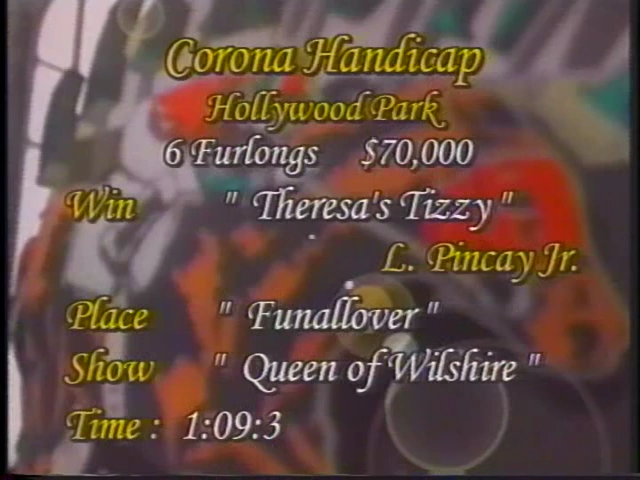 Corona Handicap
Hollywood Park
6 Furlongs $70,000
Win " Theresa's Tizzy "
L. Pincay Jr.
Place " Funallover "
Show " Queen of Wilshire "
Time : 1:09:3